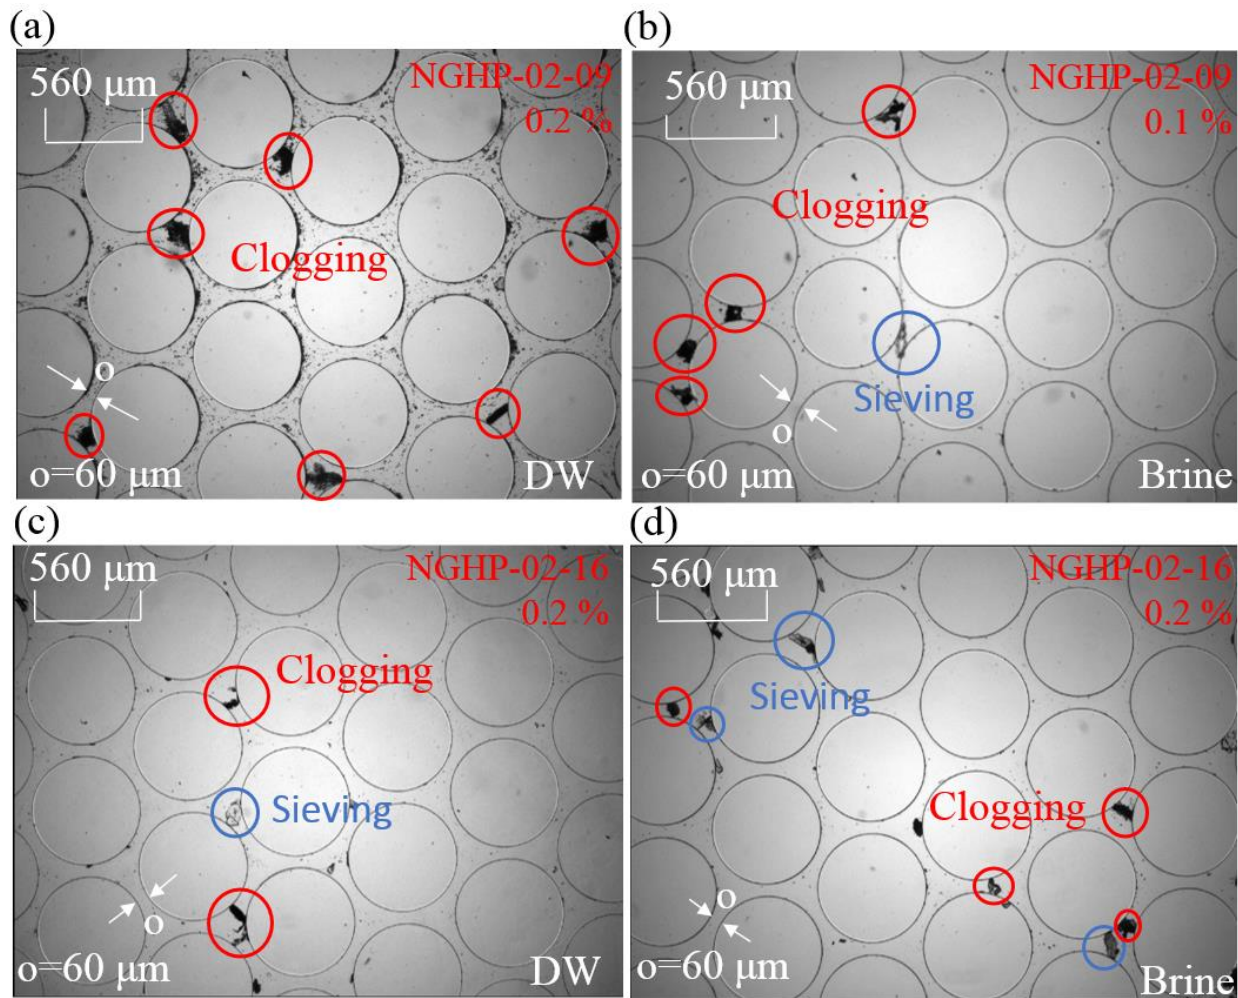 (a)
560 μm
NGHP-02-09
0.2 %
Clogging
o
o=60 μm
DW
(b)
560 μm
NGHP-02-09
0.1 %
Clogging
Sieving
o
o=60 μm
Brine
(c)
560 μm
NGHP-02-16
0.2 %
Clogging
Sieving
o
o=60 μm
DW
(d)
560 μm
NGHP-02-16
0.2 %
Sieving
Clogging
o
o=60 μm
Brine